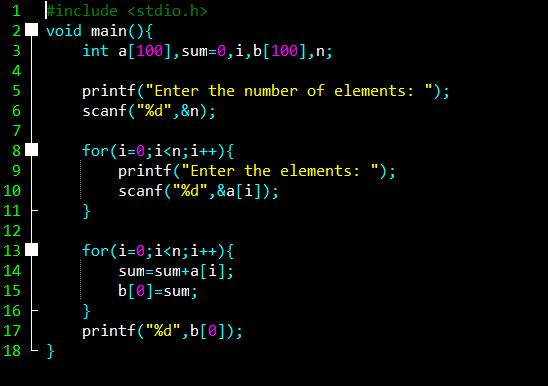 1 #include <stdio.h>
2 void main(){
3 int a[100],sum=0,i,b[100],n;
4
5 printf("Enter the number of elements: ");
6 scanf("%d",&n);
7
8 for(i=0;i<n;i++){
9 printf("Enter the elements: ");
10 scanf("%d",&a[i]);
11 }
12
13 for(i=0;i<n;i++){
14 sum=sum+a[i];
15 b[0]=sum;
16 }
17 printf("%d",b[0]);
18 }